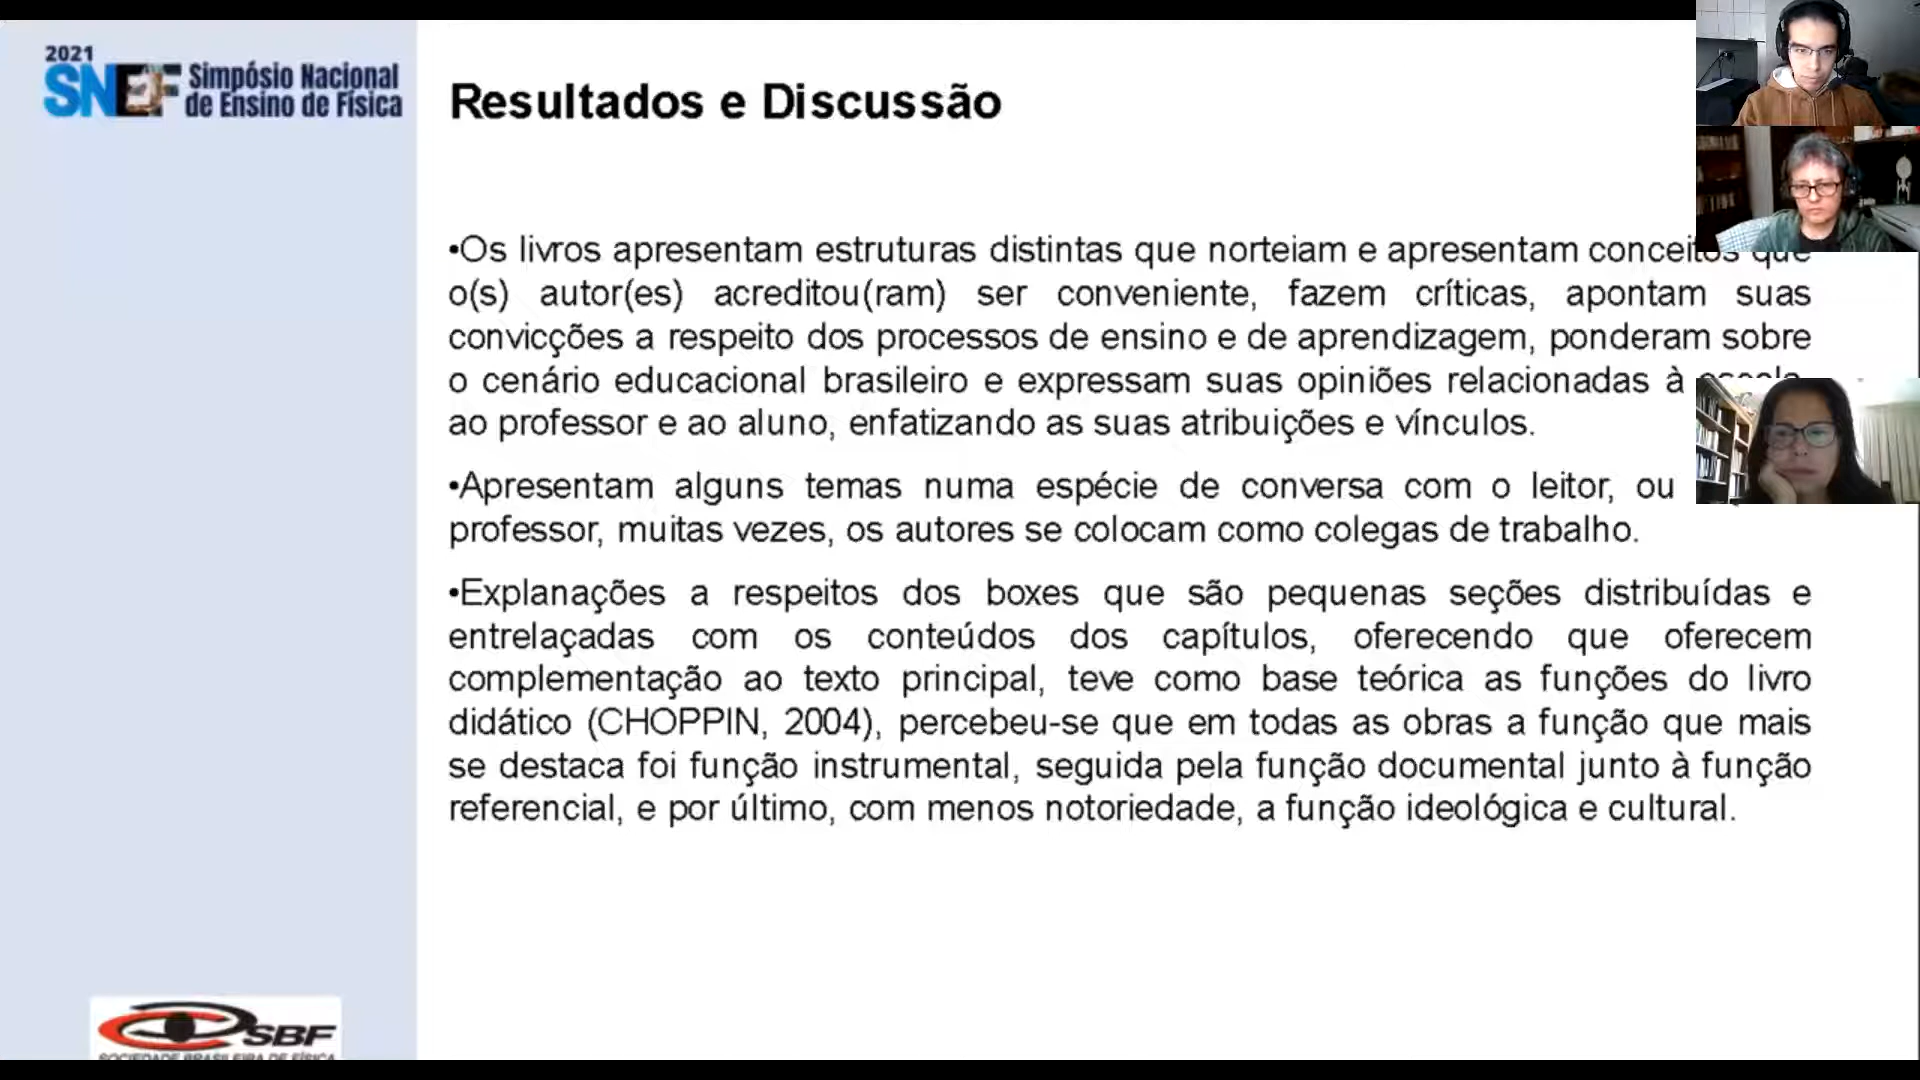 2021
SNEF Simpósio Nacional
de Ensino de Física
Resultados e Discussão
•Os livros apresentam estruturas distintas que norteiam e apresentam conceitos que
o(s) autor(es) acreditou(ram) ser conveniente, fazem críticas, apontam suas
convicções a respeito dos processos de ensino e de aprendizagem, ponderam sobre
o cenário educacional brasileiro e expressam suas opiniões relacionadas à escola,
ao professor e ao aluno, enfatizando as suas atribuições e vínculos.
•Apresentam alguns temas numa espécie de conversa com o leitor, ou
professor, muitas vezes, os autores se colocam como colegas de trabalho.
•Explanações a respeitos dos boxes que são pequenas seções distribuídas e
entrelaçadas com os conteúdos dos capítulos, oferecendo que oferecem
complementação ao texto principal, teve como base teórica as funções do livro
didático (CHOPPIN, 2004), percebeu-se que em todas as obras a função que mais
se destaca foi função instrumental, seguida pela função documental junto à função
referencial, e por último, com menos notoriedade, a função ideológica e cultural.
SBF
SOCIEDADE BRASILEIRA DE FÍSICA